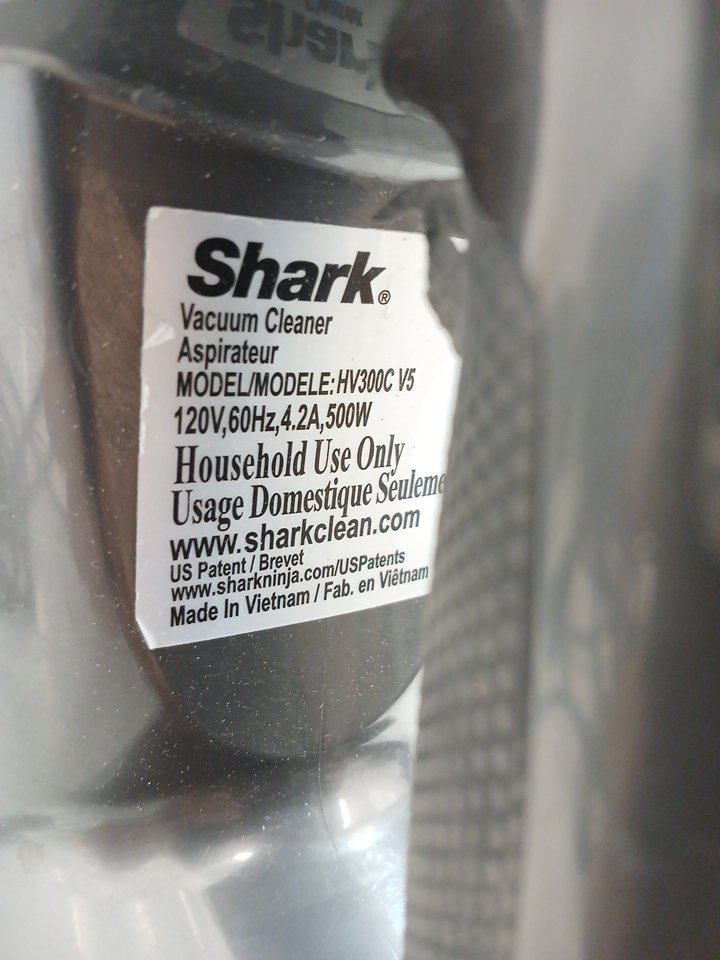 Shark®
Vacuum Cleaner
Aspirateur
MODEL/MODELE: HV300C V5
120V,60Hz,4.2A,500W
Household Use Only
Usage Domestique Seuleme
www.sharkclean.com
US Patent / Brevet
www.sharkninja.com/USPatents
Made In Vietnam / Fab. en Viêtnam